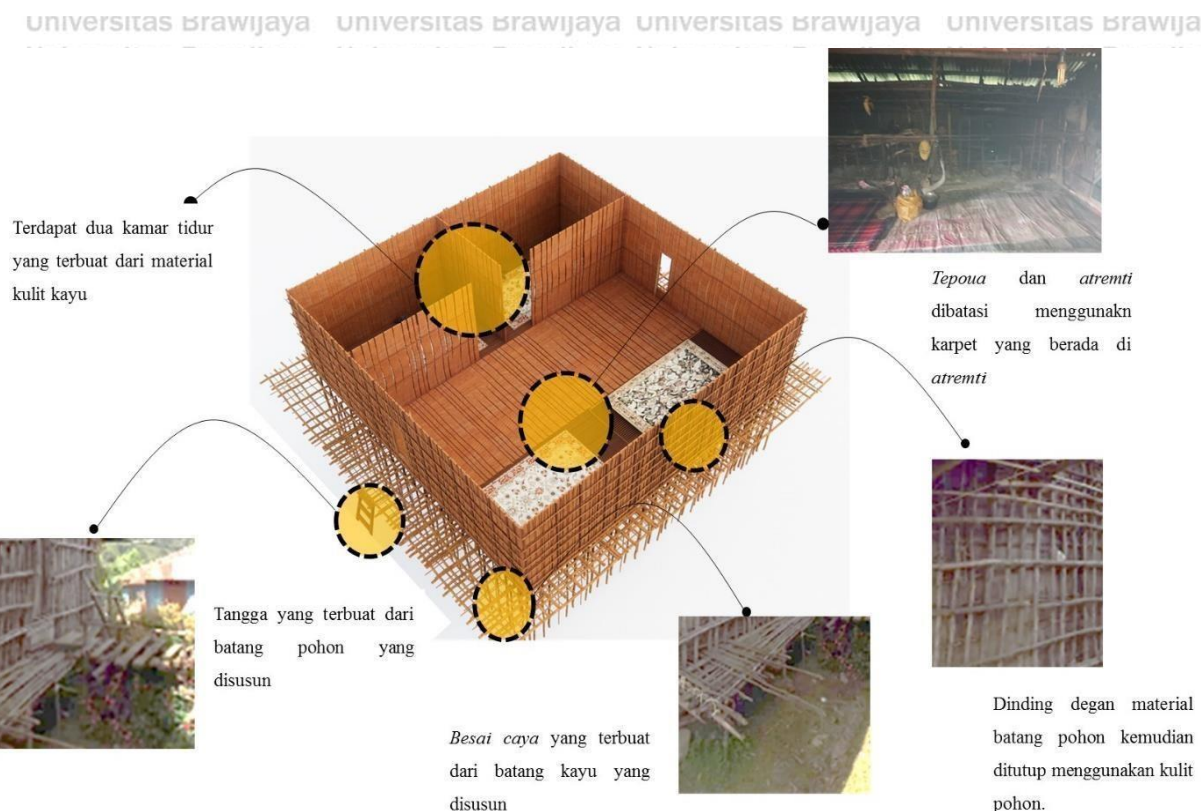 Universitas Brawijaya Universitas Brawijaya Universitas Brawijaya Universitas Brawija
Terdapat dua kamar tidur
yang terbuat dari material
kulit kayu
Tepoua dan atremti
dibatasi menggunakn
karpet yang berada di
atremti
Tangga yang terbuat dari
batang pohon yang
disusun
Besai caya yang terbuat
dari batang kayu yang
disusun
Dinding degan material
batang pohon kemudian
ditutup menggunakan kulit
pohon.